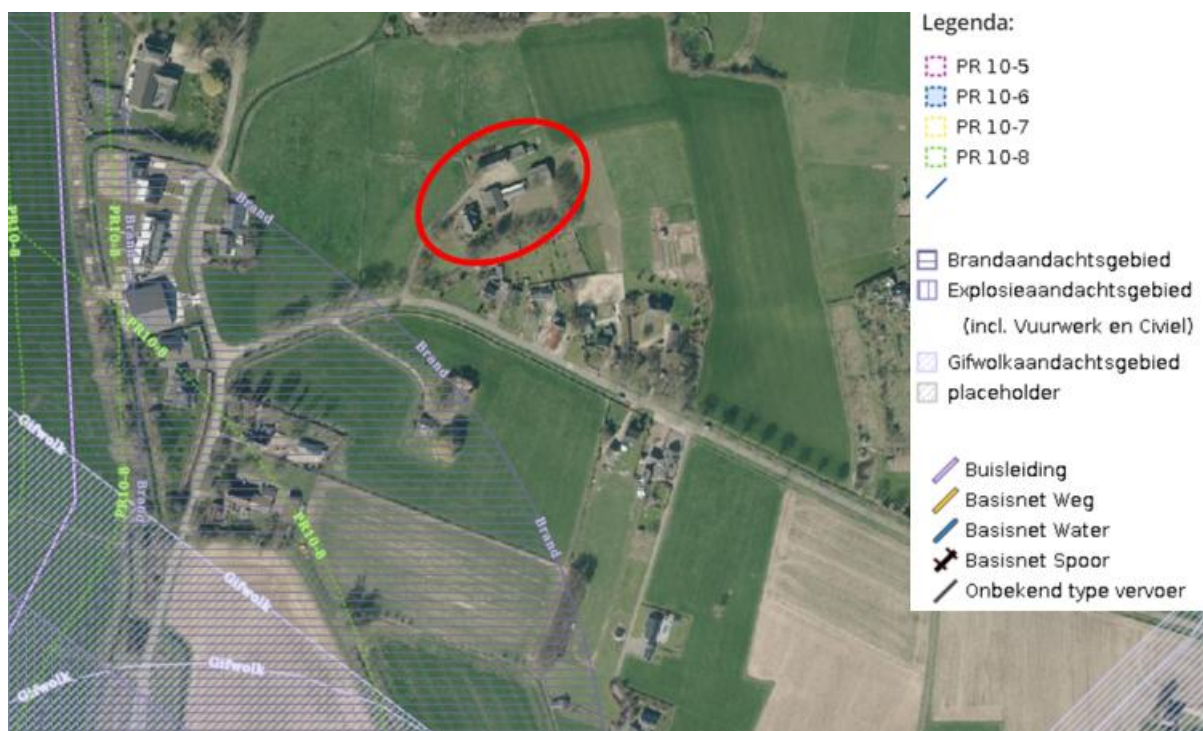 Legenda:
PR 10-5
PR 10-6
PR 10-7
PR 10-8
Brandaandachtsgebied
Explosieaandachtsgebied
(incl. Vuurwerk en Civiel)
Gifwolkaandachtsgebied
placeholder
Buisleiding
Basisnet Weg
Basisnet Water
Basisnet Spoor
Onbekend type vervoer
Brand
PR10-8
PR10-8
Brand
PR10-8
Brand
PR10-8
Brand
PR10-8
Brand
Gifwolk
Gifwolk
Gifwolk
Gifwolk